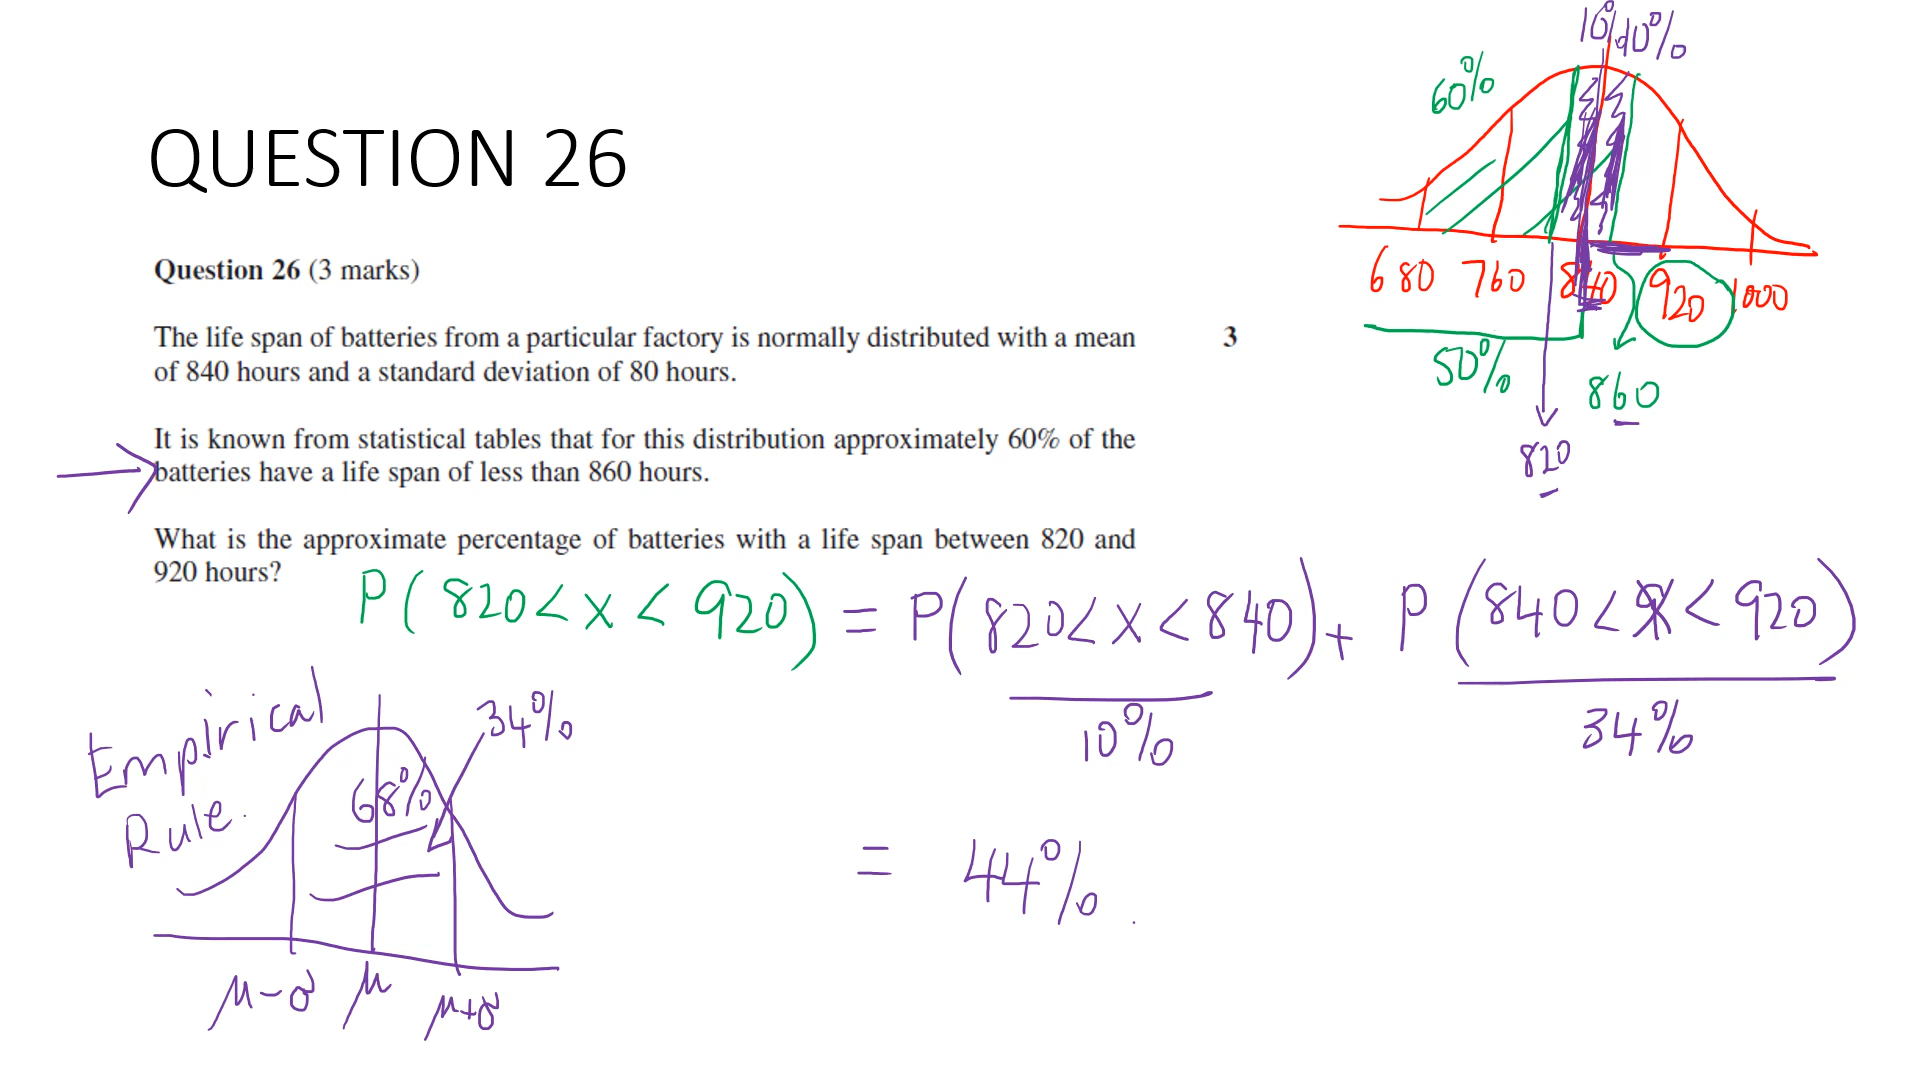 QUESTION 26
10% 10%
60%
680 760 840 920 1000
50%
860
820
Question 26 (3 marks)
The life span of batteries from a particular factory is normally distributed with a mean 3
of 840 hours and a standard deviation of 80 hours.
It is known from statistical tables that for this distribution approximately 60% of the
batteries have a life span of less than 860 hours.
What is the approximate percentage of batteries with a life span between 820 and
920 hours?
P(820 < x < 920) = P(820 < x < 840) + P(840 < x < 920)
10% 34%
= 44%
Empirical
Rule.
34%
68%
μ-σ μ μ+σ